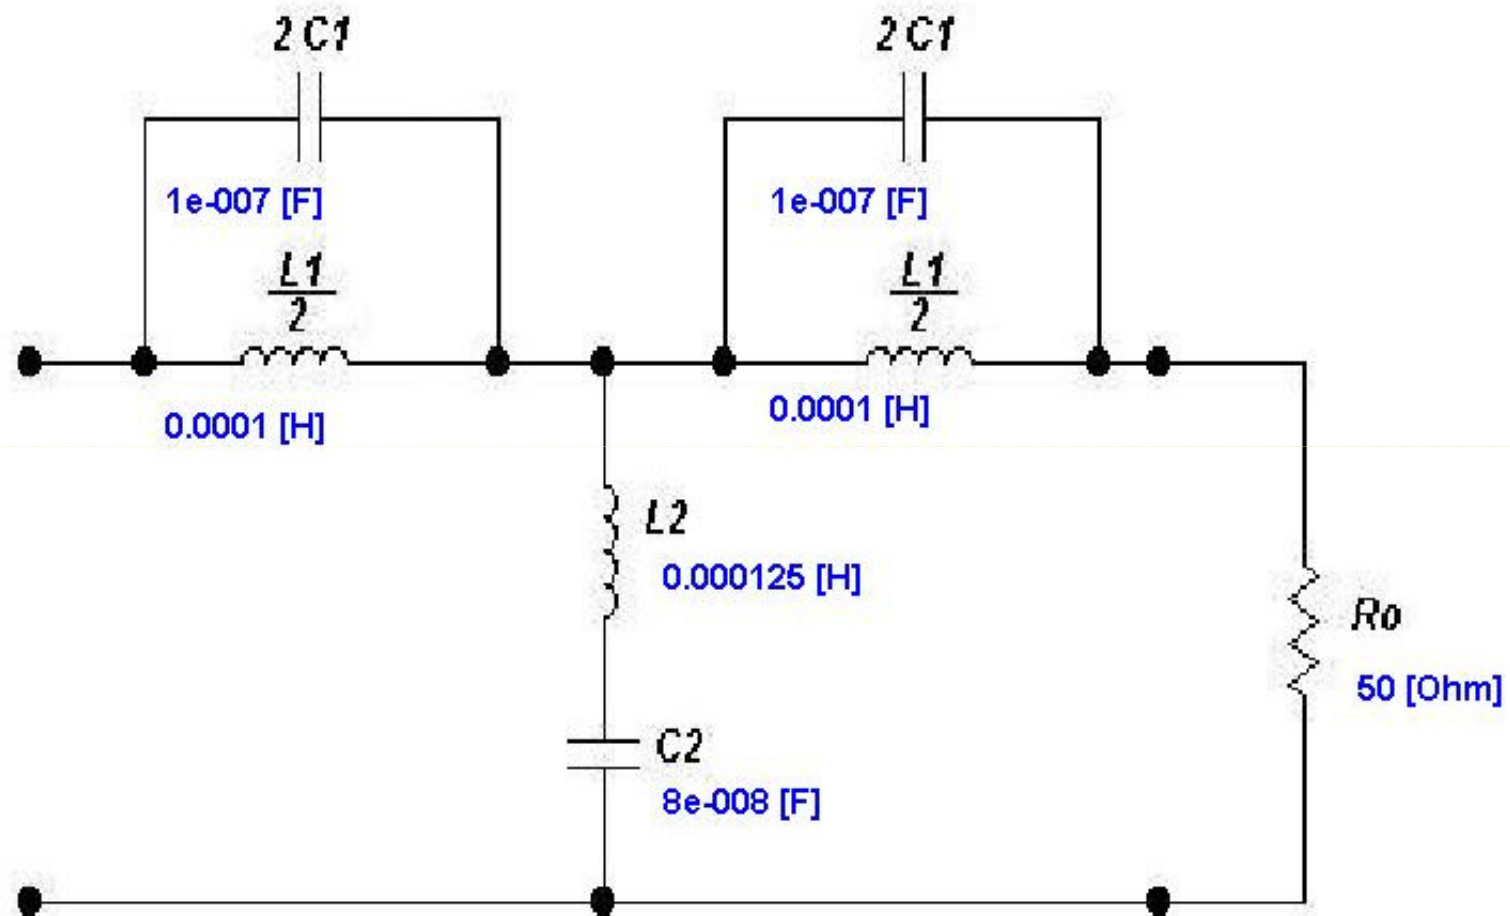 2C1
2C1
1e-007 [F]
1e-007 [F]
L1
2
L1
2
0.0001 [H]
0.0001 [H]
L2
0.000125 [H]
Ro
50 [Ohm]
C2
8e-008 [F]